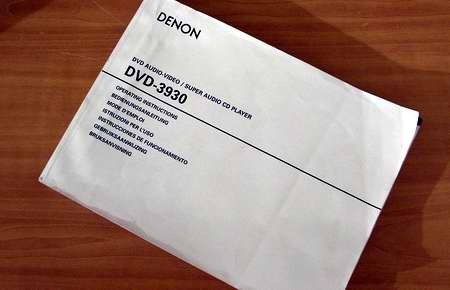 DENON
DVD AUDIO-VIDEO / SUPER AUDIO CD PLAYER
DVD-3930
OPERATING INSTRUCTIONS
BEDIENUNGSANLEITUNG
MODE D'EMPLOI
ISTRUZIONI PER L'USO
INSTRUCCIONES DE FUNCIONAMIENTO
GEBRUIKSAANWIJZING
BRUKSANVISNING